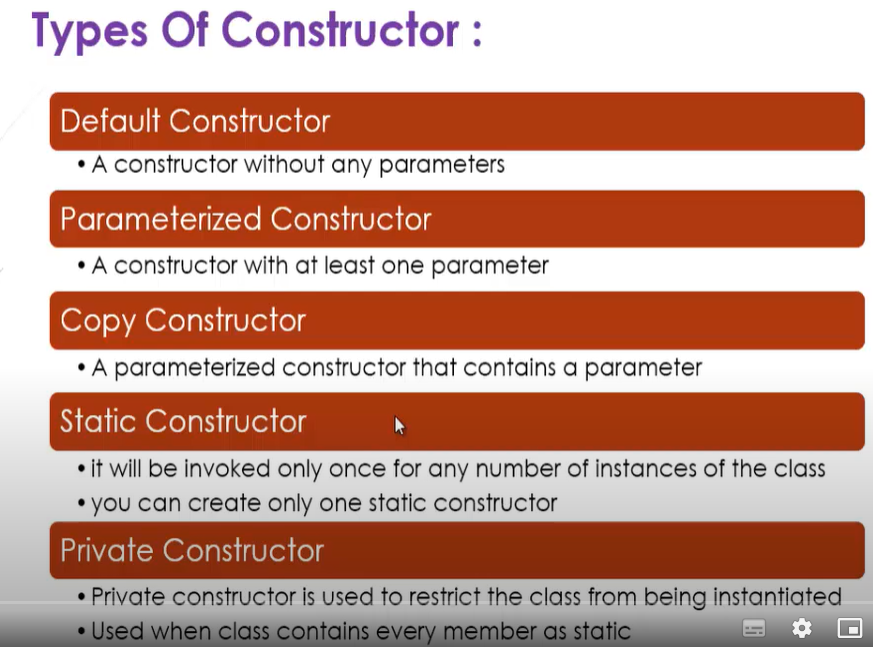 Types Of Constructor :
Default Constructor
• A constructor without any parameters
Parameterized Constructor
• A constructor with at least one parameter
Copy Constructor
• A parameterized constructor that contains a parameter
Static Constructor
• it will be invoked only once for any number of instances of the class
• you can create only one static constructor
Private Constructor
• Private constructor is used to restrict the class from being instantiated
• Used when class contains every member as static